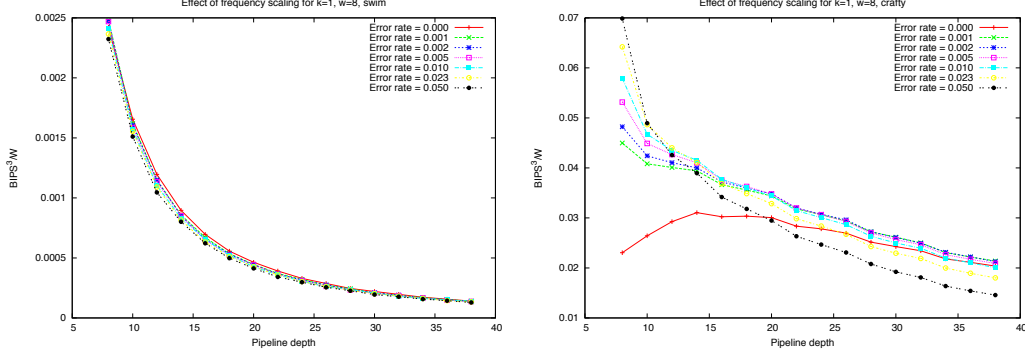 Effect of frequency scaling for k=1, w=8, swim
0.0025
0.002
0.0015
0.001
0.0005
0
BIPS^3/W
5 10 15 20 25 30 35 40
Pipeline depth
Error rate = 0.000
Error rate = 0.001
Error rate = 0.002
Error rate = 0.005
Error rate = 0.010
Error rate = 0.023
Error rate = 0.050
Effect of frequency scaling for k=1, w=8, crafty
0.07
0.06
0.05
0.04
0.03
0.02
0.01
BIPS^3/W
5 10 15 20 25 30 35 40
Pipeline depth
Error rate = 0.000
Error rate = 0.001
Error rate = 0.002
Error rate = 0.005
Error rate = 0.010
Error rate = 0.023
Error rate = 0.050